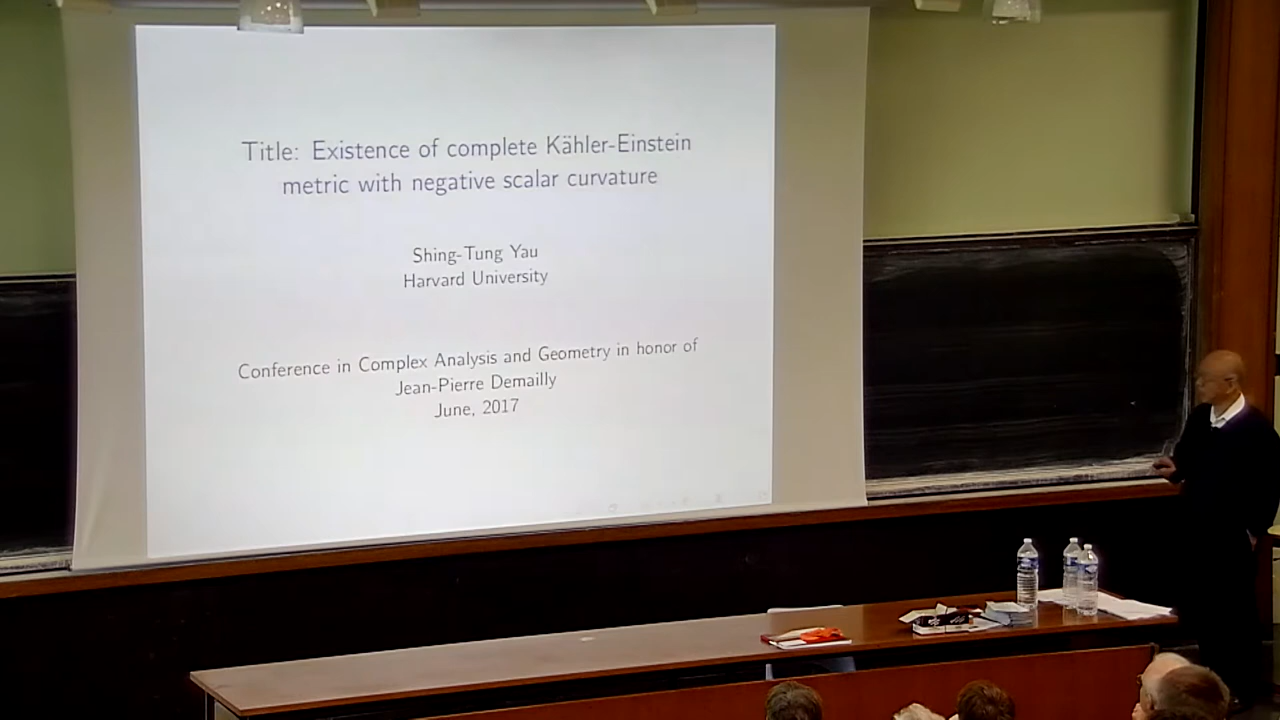 Title: Existence of complete Kähler-Einstein
metric with negative scalar curvature
Shing-Tung Yau
Harvard University
Conference in Complex Analysis and Geometry in honor of
Jean-Pierre Demailly
June, 2017